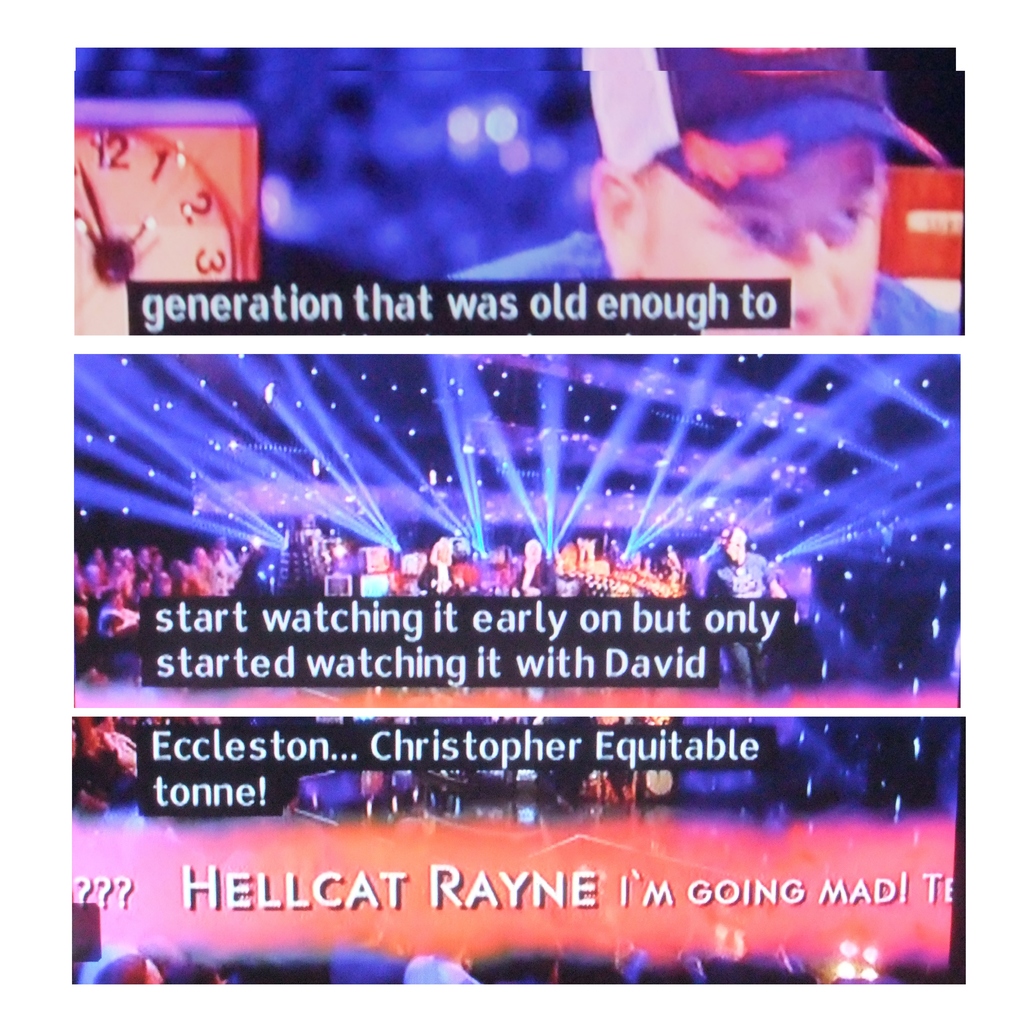 12
1
2
3
generation that was old enough to
start watching it early on but only
started watching it with David
Eccleston... Christopher Equitable
tonne!
??? HELLCAT RAYNE I`M GOING MAD! TE